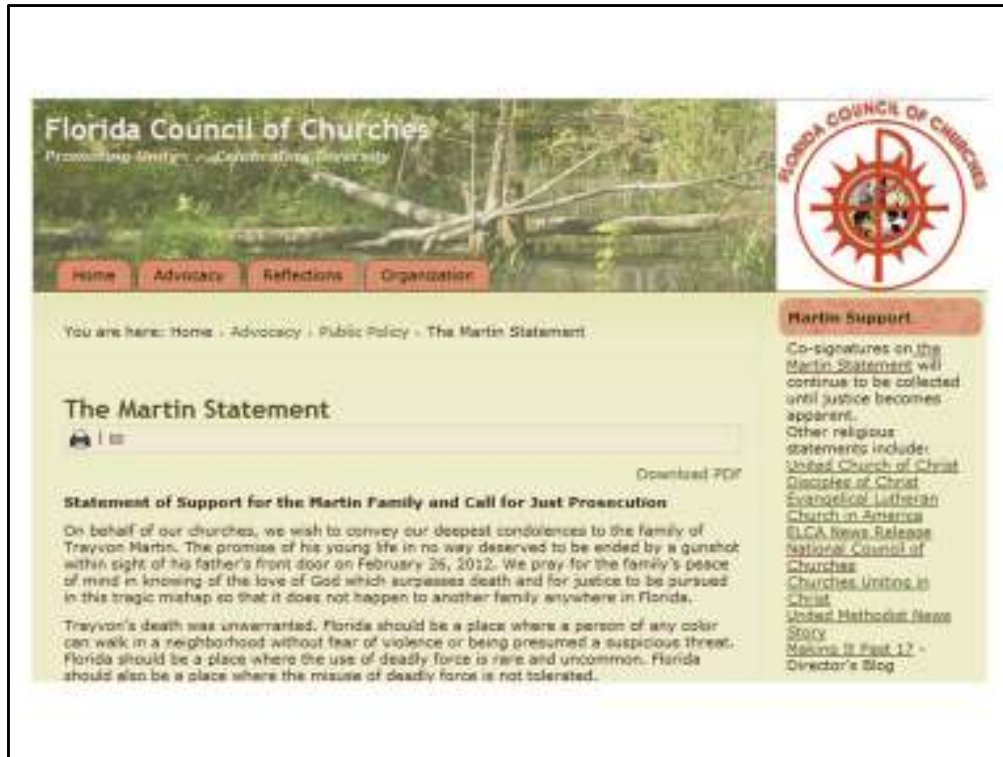 Florida Council of Churches
Promoting Unity - Celebrating Diversity
FLORIDA COUNCIL OF CHURCHES
Home Advocacy Reflections Organization
You are here: Home › Advocacy › Public Policy › The Martin Statement
The Martin Statement
Download PDF
Statement of Support for the Martin Family and Call for Just Prosecution
On behalf of our churches, we wish to convey our deepest condolences to the family of
Trayvon Martin. The promise of his young life in no way deserved to be ended by a gunshot
within sight of his father's front door on February 26, 2012. We pray for the family's peace
of mind in knowing of the love of God which surpasses death and for justice to be pursued
in this tragic mishap so that it does not happen to another family anywhere in Florida.
Trayvon's death was unwarranted. Florida should be a place where a person of any color
can walk in a neighborhood without fear of violence or being presumed a suspicious threat.
Florida should be a place where the use of deadly force is rare and uncommon. Florida
should also be a place where the misuse of deadly force is not tolerated.
Martin Support
Co-signatures on the
Martin Statement will
continue to be collected
until justice becomes
apparent.
Other religious
statements include:
United Church of Christ
Disciples of Christ
Evangelical Lutheran
Church in America
ELCA News Release
National Council of
Churches
Churches Uniting in
Christ
United Methodist News
Story
Making It Past 17 -
Director's Blog